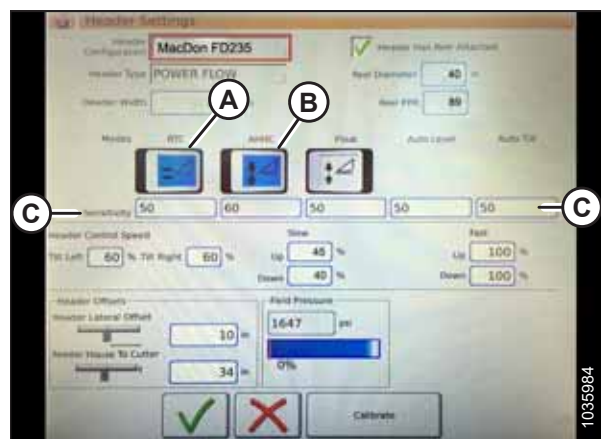 Header Settings
Header Configuration MacDon FD235 Header Has Reel Attached
Header Type POWER FLOW Reel Diameter 40 in
Header Width Reel PPR 89
A B
Modes RTC AHHC Float Auto Level Auto Tilt
C Sensitivity 50 60 50 50 50 C
Header Control Speed Slow Fast
Tilt Left 60 % Tilt Right 60 % Up 45 % Up 100 %
Down 40 % Down 100 %
Header Offsets Field Pressure
Header Lateral Offset 1647 psi
10 in
Feeder House To Cutter 0%
34 in
Calibrate
1035984